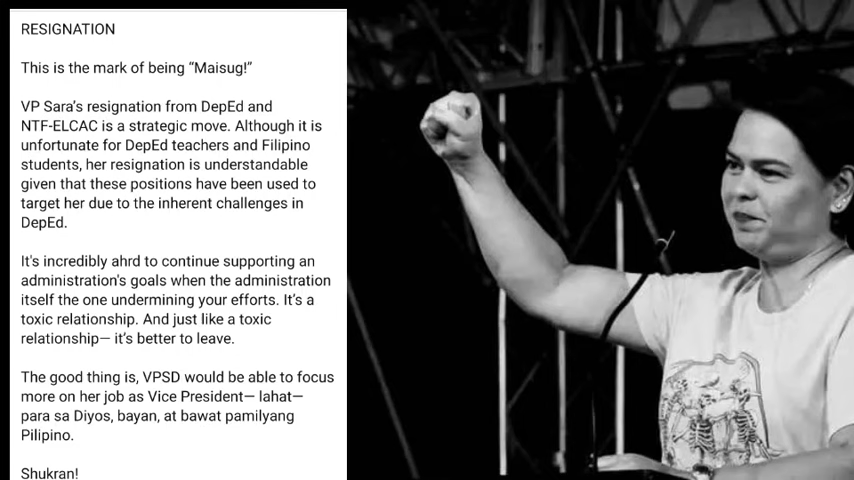 RESIGNATION
This is the mark of being “Maisug!”
VP Sara’s resignation from DepEd and
NTF-ELCAC is a strategic move. Although it is
unfortunate for DepEd teachers and Filipino
students, her resignation is understandable
given that these positions have been used to
target her due to the inherent challenges in
DepEd.
It's incredibly ahrd to continue supporting an
administration's goals when the administration
itself the one undermining your efforts. It’s a
toxic relationship. And just like a toxic
relationship— it’s better to leave.
The good thing is, VPSD would be able to focus
more on her job as Vice President— lahat—
para sa Diyos, bayan, at bawat pamilyang
Pilipino.
Shukran!